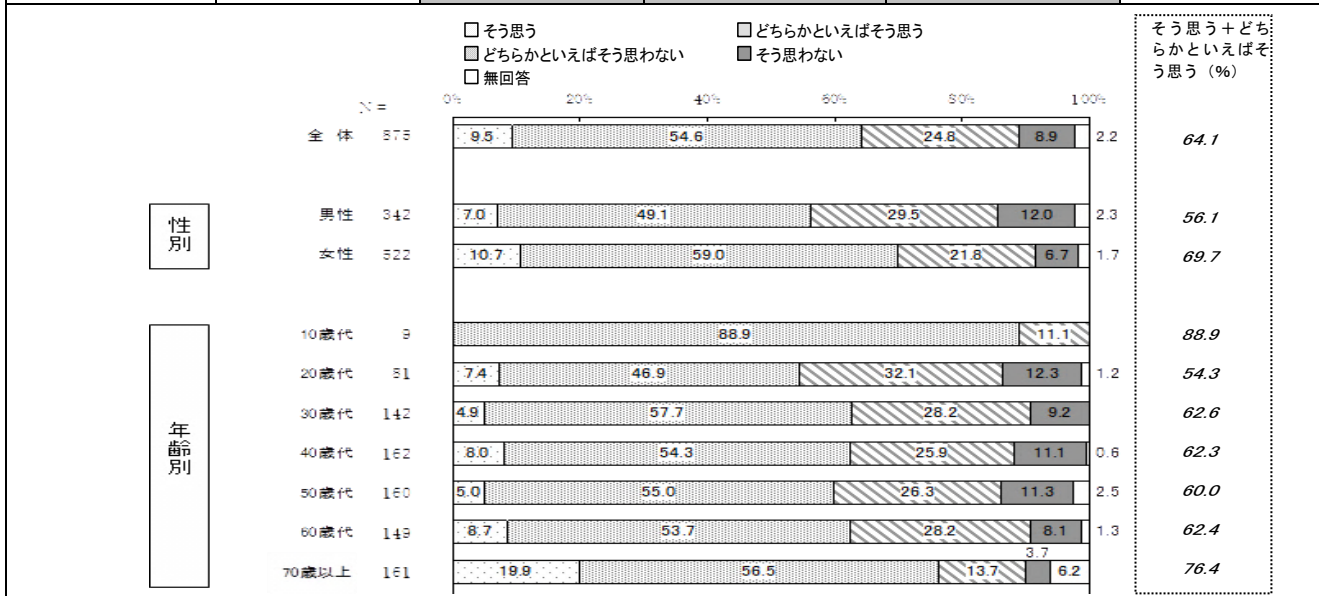 □ そう思う □ どちらかといえばそう思う
□ どちらかといえばそう思わない ■ そう思わない
□ 無回答
そう思う＋どち
らかといえばそ
う思う（%）
N = 0% 20% 40% 60% 80% 100%
全 体 875 9.5 54.6 24.8 8.9 2.2 64.1
性別
男性 342 7.0 49.1 29.5 12.0 2.3 56.1
女性 522 10.7 59.0 21.8 6.7 1.7 69.7
年齢別
10歳代 9 88.9 11.1 88.9
20歳代 81 7.4 46.9 32.1 12.3 1.2 54.3
30歳代 142 4.9 57.7 28.2 9.2 62.6
40歳代 162 8.0 54.3 25.9 11.1 0.6 62.3
50歳代 160 5.0 55.0 26.3 11.3 2.5 60.0
60歳代 149 8.7 53.7 28.2 8.1 1.3 62.4
70歳以上 161 19.9 56.5 13.7 3.7 6.2 76.4